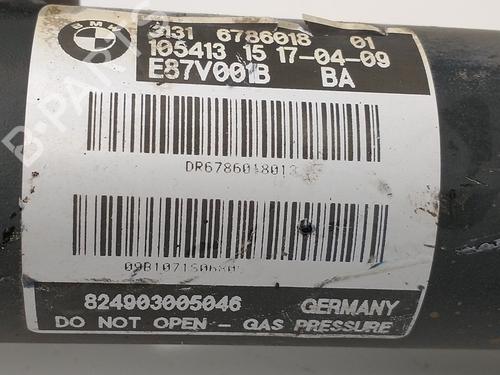 BMW
3131 6786018 01
105413 15 17-04-09
E87V001B BA
DR6786018013
824903005046 GERMANY
DO NOT OPEN - GAS PRESSURE
B-PARTS